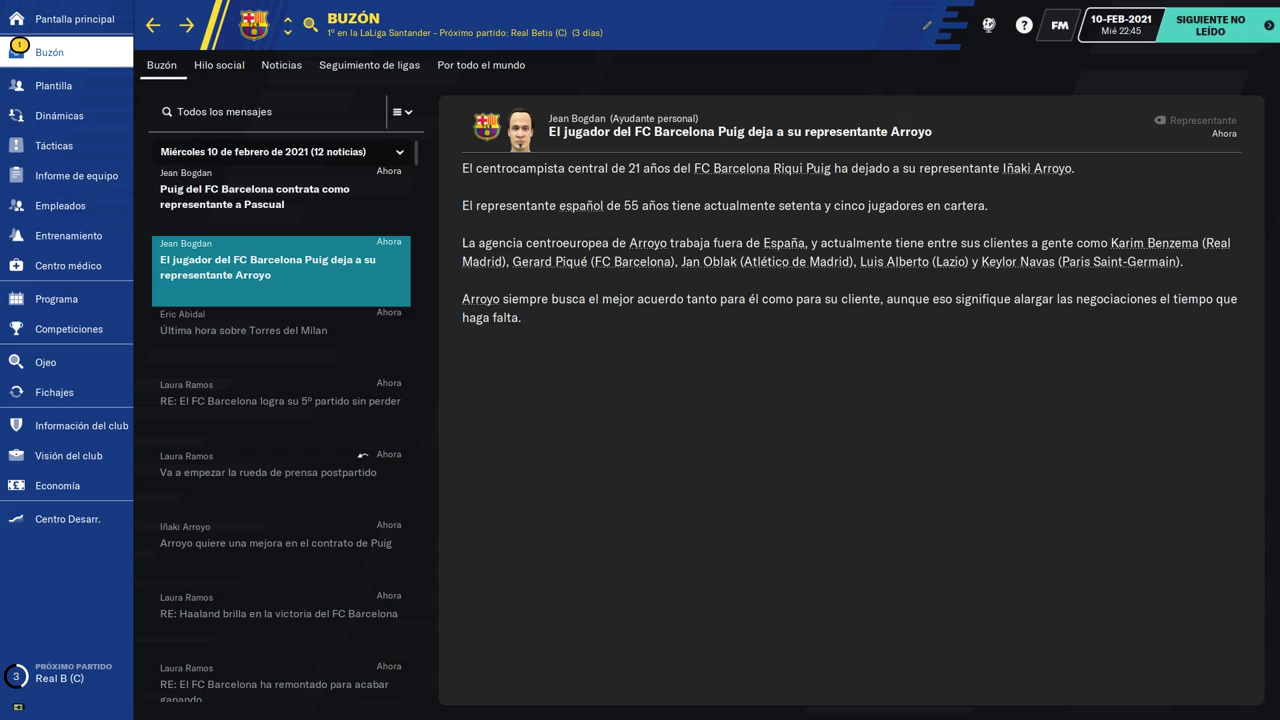 Pantalla principal
1
Buzón
Plantilla
Dinámicas
Tácticas
Informe de equipo
Empleados
Entrenamiento
Centro médico
Programa
Competiciones
Ojeo
Fichajes
Información del club
Visión del club
Economía
Centro Desarr.
3
PRÓXIMO PARTIDO
Real B (C)
BUZÓN
1º en la LaLiga Santander - Próximo partido: Real Betis (C) (3 días)
?
FM
10-FEB-2021
Mié 22:45
SIGUIENTE NO
LEÍDO
Buzón
Hilo social
Noticias
Seguimiento de ligas
Por todo el mundo
Todos los mensajes
Miércoles 10 de febrero de 2021 (12 noticias)
Jean Bogdan Ahora
Puig del FC Barcelona contrata como
representante a Pascual
Jean Bogdan Ahora
El jugador del FC Barcelona Puig deja a su
representante Arroyo
Eric Abidal Ahora
Última hora sobre Torres del Milan
Laura Ramos Ahora
RE: El FC Barcelona logra su 5º partido sin perder
Laura Ramos Ahora
Va a empezar la rueda de prensa postpartido
Iñaki Arroyo Ahora
Arroyo quiere una mejora en el contrato de Puig
Laura Ramos Ahora
RE: Haaland brilla en la victoria del FC Barcelona
Laura Ramos Ahora
RE: El FC Barcelona ha remontado para acabar
ganando
Jean Bogdan (Ayudante personal)
El jugador del FC Barcelona Puig deja a su representante Arroyo
Representante
Ahora
El centrocampista central de 21 años del FC Barcelona Riqui Puig ha dejado a su representante Iñaki Arroyo.
El representante español de 55 años tiene actualmente setenta y cinco jugadores en cartera.
La agencia centroeuropea de Arroyo trabaja fuera de España, y actualmente tiene entre sus clientes a gente como Karim Benzema (Real
Madrid), Gerard Piqué (FC Barcelona), Jan Oblak (Atlético de Madrid), Luis Alberto (Lazio) y Keylor Navas (Paris Saint-Germain).
Arroyo siempre busca el mejor acuerdo tanto para él como para su cliente, aunque eso signifique alargar las negociaciones el tiempo que
haga falta.